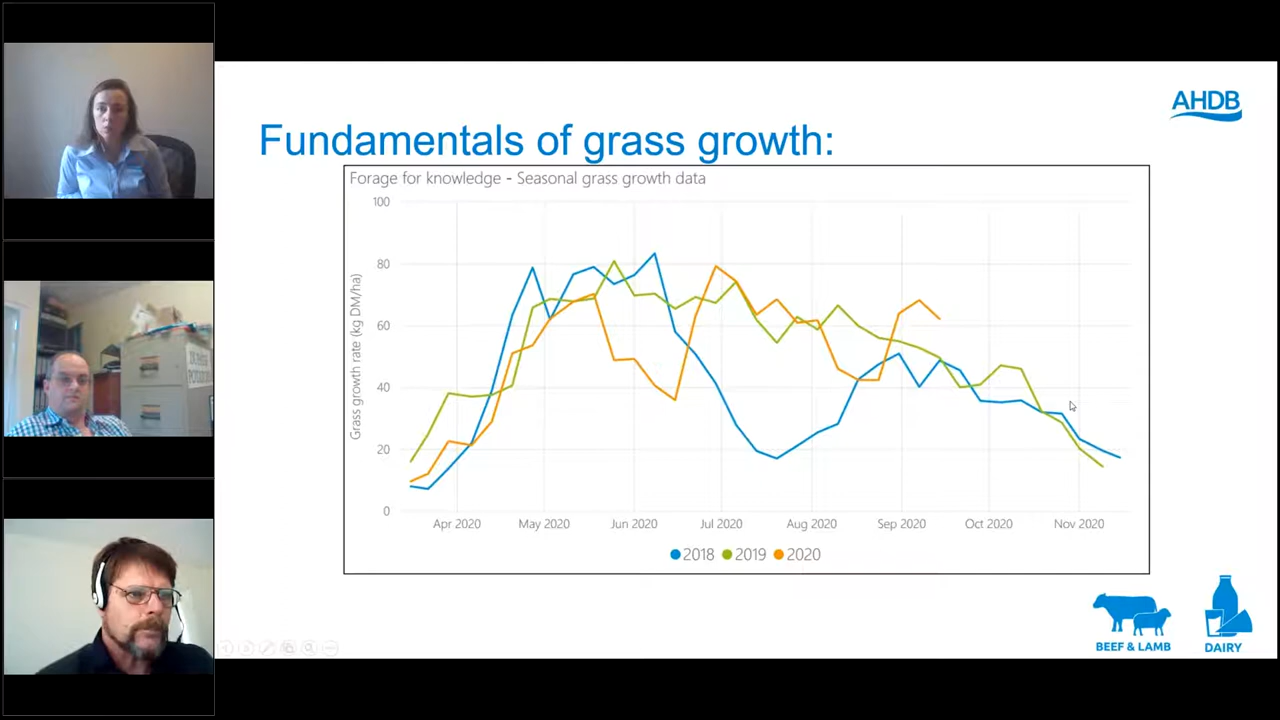 AHDB
Fundamentals of grass growth:
Forage for knowledge - Seasonal grass growth data
Grass growth rate (kg DM/ha)
100
80
60
40
20
0
Apr 2020
May 2020
Jun 2020
Jul 2020
Aug 2020
Sep 2020
Oct 2020
Nov 2020
2018
2019
2020
BEEF & LAMB
DAIRY